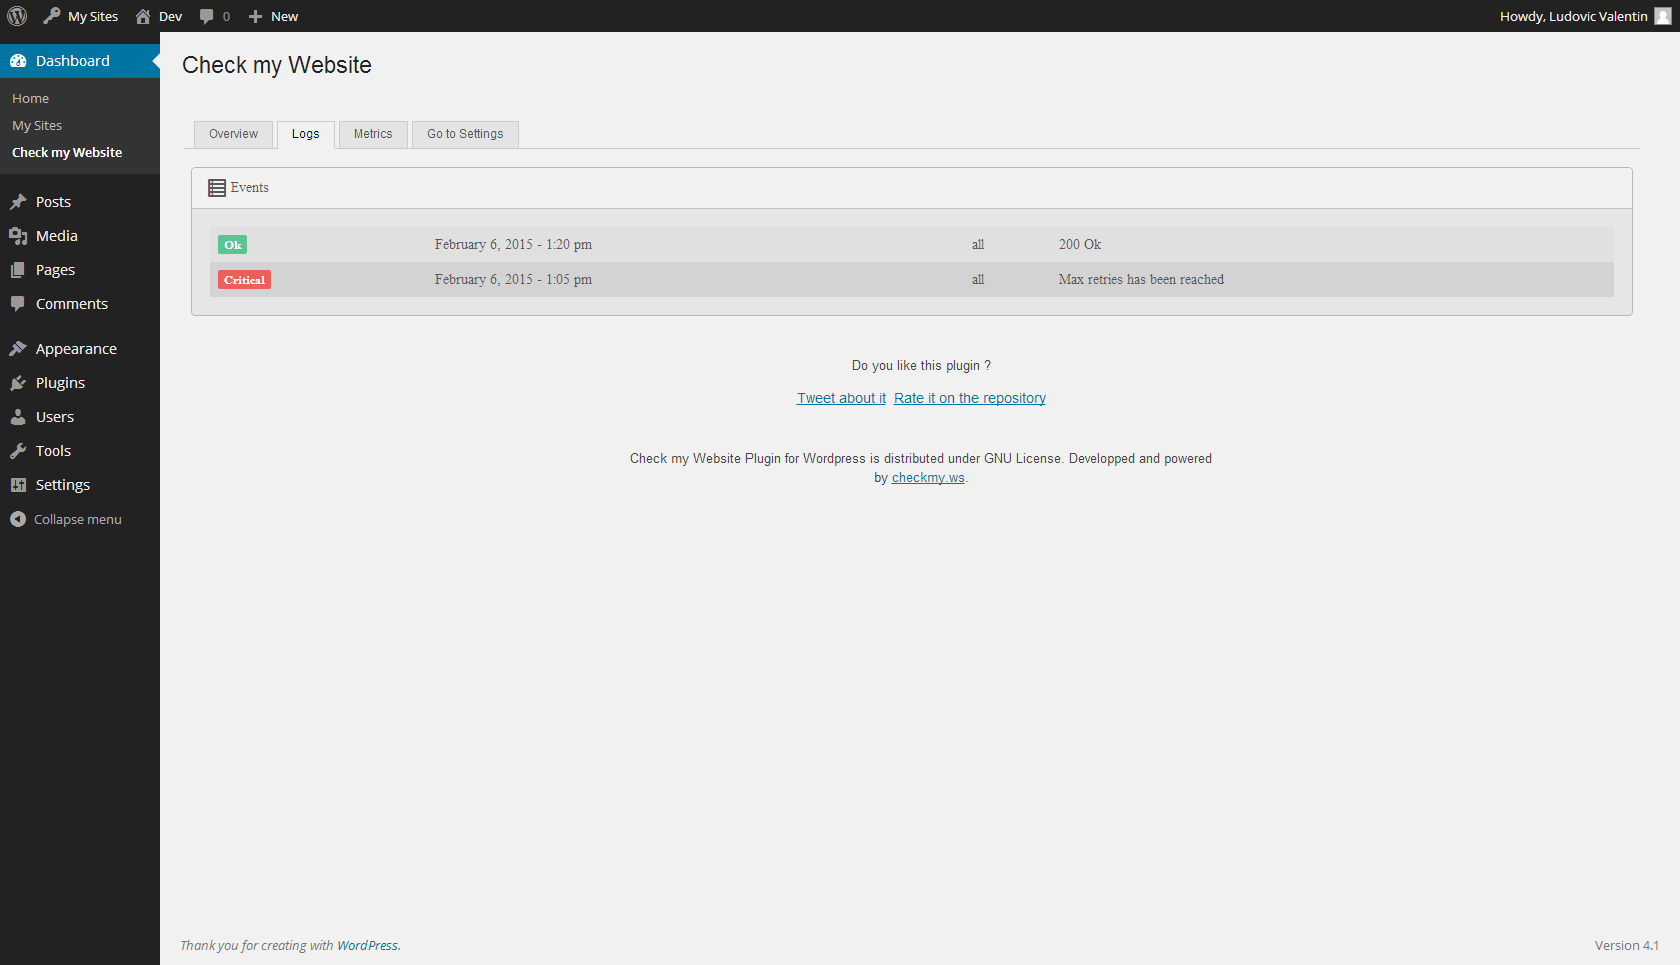 My Sites Dev 0 New Howdy, Ludovic Valentin
Dashboard
Home
My Sites
Check my Website
Posts
Media
Pages
Comments
Appearance
Plugins
Users
Tools
Settings
Collapse menu
Check my Website
Overview Logs Metrics Go to Settings
Events
Ok February 6, 2015 - 1:20 pm all 200 Ok
Critical February 6, 2015 - 1:05 pm all Max retries has been reached
Do you like this plugin ?
Tweet about it Rate it on the repository
Check my Website Plugin for Wordpress is distributed under GNU License. Developped and powered
by checkmy.ws.
Thank you for creating with WordPress. Version 4.1